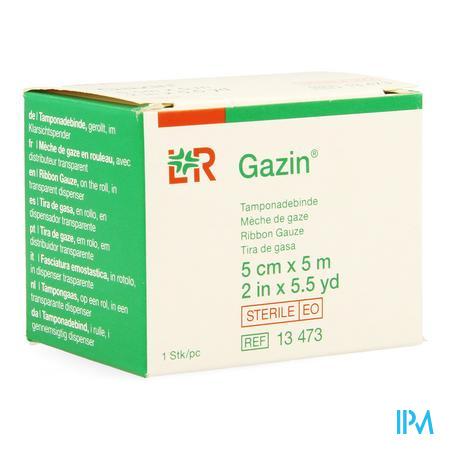 de | Tamponadebinde, gerollt, im
Klarsichtspender
fr | Mèche de gaze en rouleau, avec
distributeur transparent
en | Ribbon Gauze, on the roll, in
transparent dispenser
es | Tira de gasa, en rollo, en
dispensador transparente
pt | Tira de gaze, em rolo, em
distribuidor transparente
it | Fasciatura emostatica, in rotolo,
in dispenser trasparente
nl | Tampongaas, op een rol, in een
transparante dispenser
da | Tamponadebind, i rulle, i
gennemsigtig dispenser
1 Stk/pc
L&R
Gazin®
Tamponadebinde
Mèche de gaze
Ribbon Gauze
Tira de gasa
5 cm x 5 m
2 in x 5.5 yd
STERILE EO
REF 13 473
IPM